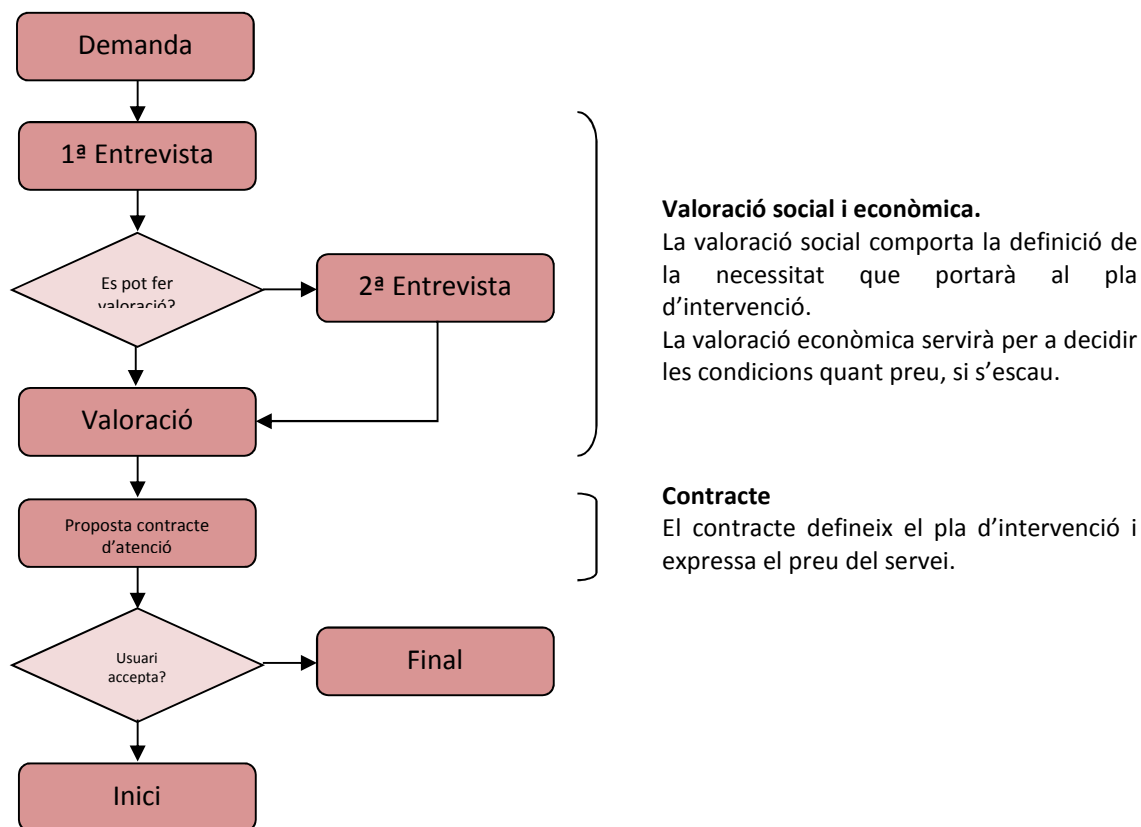 Demanda
1ª Entrevista
Es pot fer
valoració?
2ª Entrevista
Valoració
Proposta contracte
d'atenció
Usuari
accepta?
Final
Inici
Valoració social i econòmica.
La valoració social comporta la definició de
la necessitat que portarà al pla
d'intervenció.
La valoració econòmica servirà per a decidir
les condicions quant preu, si s'escau.
Contracte
El contracte defineix el pla d'intervenció i
expressa el preu del servei.